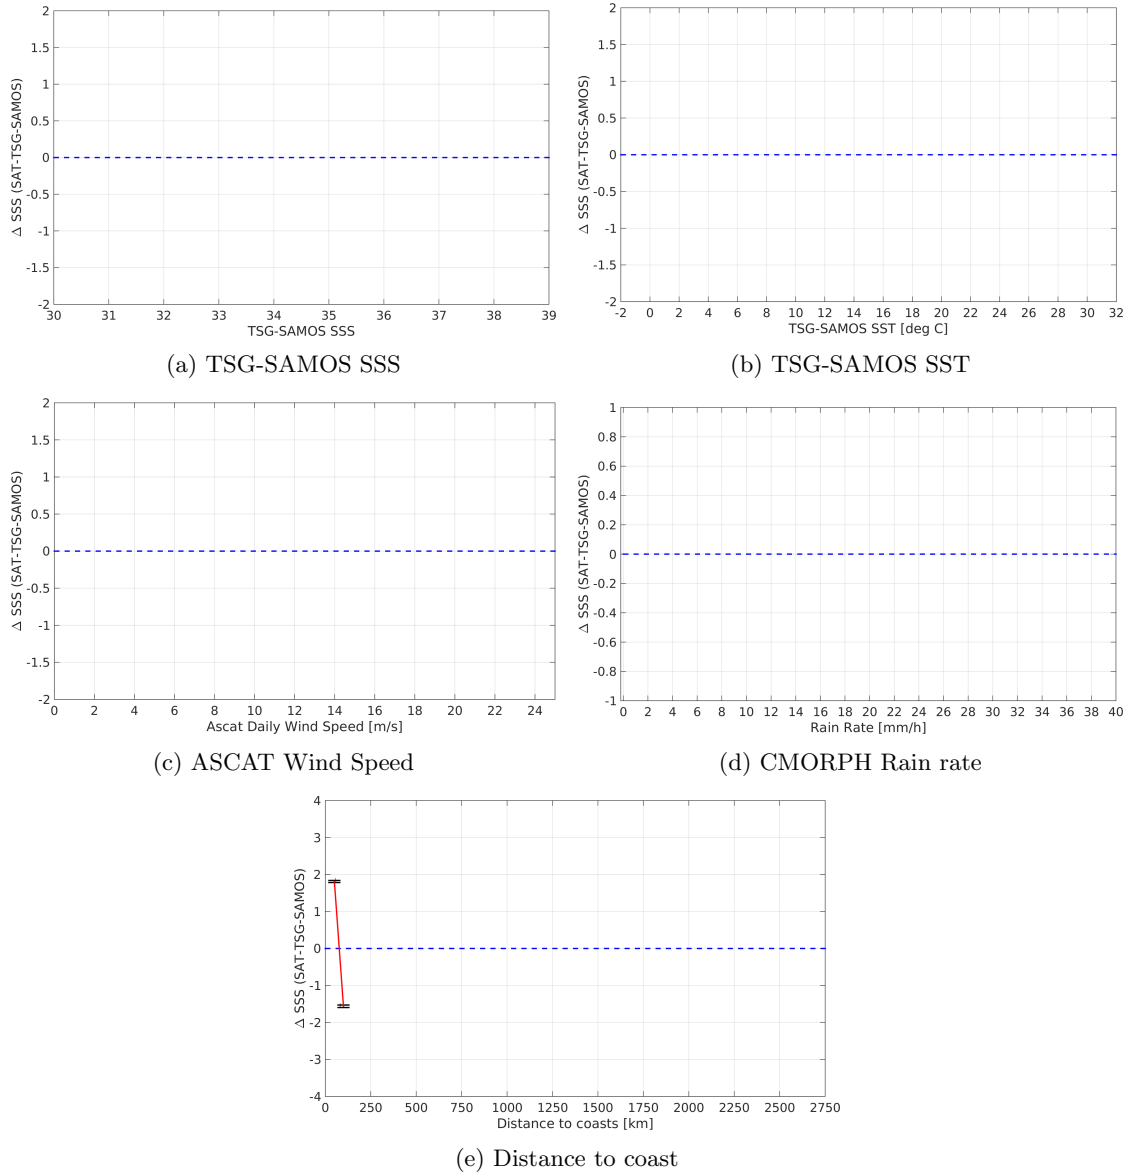 2
1.5
1
0.5
0
-0.5
-1
-1.5
-2
Δ SSS (SAT-TSG-SAMOS)
30 31 32 33 34 35 36 37 38 39
TSG-SAMOS SSS
(a) TSG-SAMOS SSS
2
1.5
1
0.5
0
-0.5
-1
-1.5
-2
Δ SSS (SAT-TSG-SAMOS)
-2 0 2 4 6 8 10 12 14 16 18 20 22 24 26 28 30 32
TSG-SAMOS SST [deg C]
(b) TSG-SAMOS SST
2
1.5
1
0.5
0
-0.5
-1
-1.5
-2
Δ SSS (SAT-TSG-SAMOS)
0 2 4 6 8 10 12 14 16 18 20 22 24
Ascat Daily Wind Speed [m/s]
(c) ASCAT Wind Speed
1
0.8
0.6
0.4
0.2
0
-0.2
-0.4
-0.6
-0.8
-1
Δ SSS (SAT-TSG-SAMOS)
0 2 4 6 8 10 12 14 16 18 20 22 24 26 28 30 32 34 36 38 40
Rain Rate [mm/h]
(d) CMORPH Rain rate
4
3
2
1
0
-1
-2
-3
-4
Δ SSS (SAT-TSG-SAMOS)
0 250 500 750 1000 1250 1500 1750 2000 2250 2500 2750
Distance to coasts [km]
(e) Distance to coast